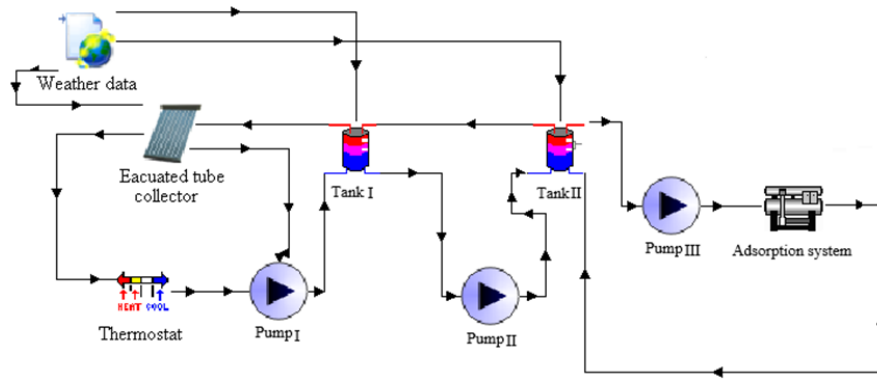 Weather data
Eacuated tube
collector
Tank I
Tank II
Pump III
Adsorption system
HEAT COOL
Thermostat
Pump I
Pump II